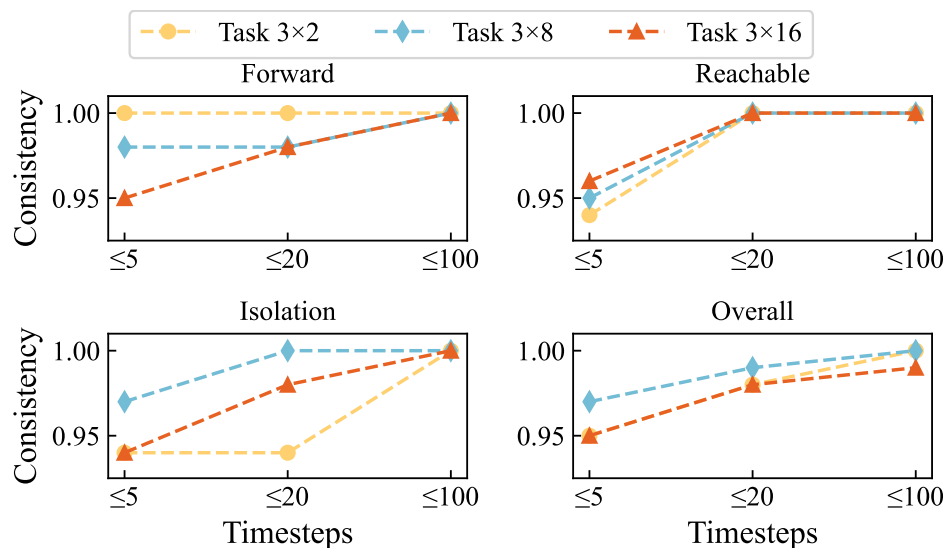 Task 3×2 Task 3×8 Task 3×16
Forward
Reachable
Consistency
1.00
0.95
≤5 ≤20 ≤100
1.00
0.95
≤5 ≤20 ≤100
Isolation
Overall
Consistency
1.00
0.95
≤5 ≤20 ≤100
Timesteps
1.00
0.95
≤5 ≤20 ≤100
Timesteps